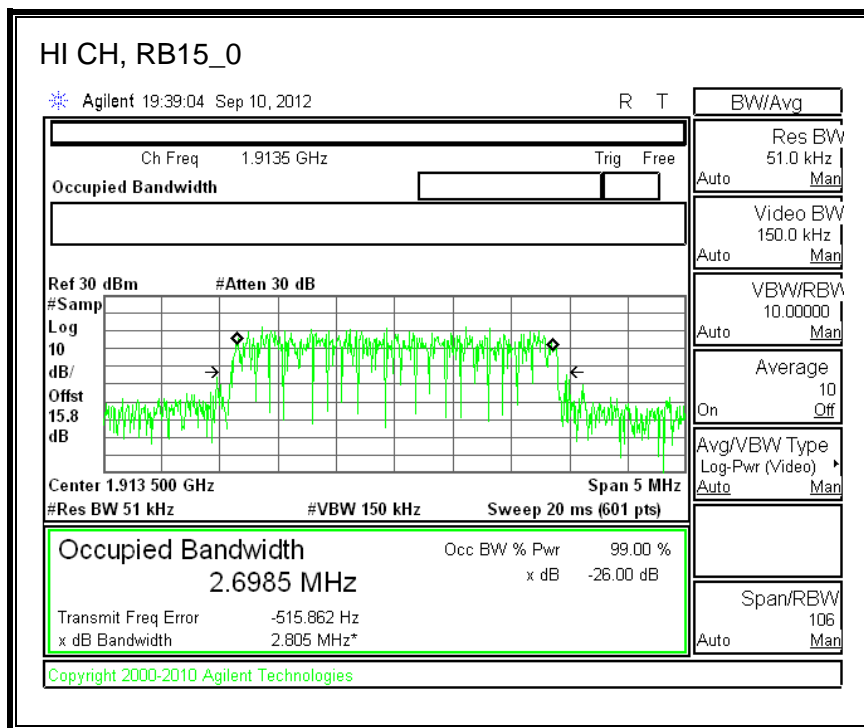 HI CH, RB15_0
Agilent 19:39:04 Sep 10, 2012 R T
Ch Freq 1.9135 GHz Trig Free
Occupied Bandwidth
Ref 30 dBm #Atten 30 dB
#Samp
Log
10
dB/
Offst
15.8
dB
Center 1.913 500 GHz Span 5 MHz
#Res BW 51 kHz #VBW 150 kHz Sweep 20 ms (601 pts)
Occupied Bandwidth
2.6985 MHz
Occ BW % Pwr 99.00 %
x dB -26.00 dB
Transmit Freq Error -515.862 Hz
x dB Bandwidth 2.805 MHz*
Copyright 2000-2010 Agilent Technologies
BW/Avg
Res BW
51.0 kHz
Auto Man
Video BW
150.0 kHz
Auto Man
VBW/RBW
10.00000
Auto Man
Average
10
On Off
Avg/VBW Type
Log-Pwr (Video)
Auto Man
Span/RBW
106
Auto Man